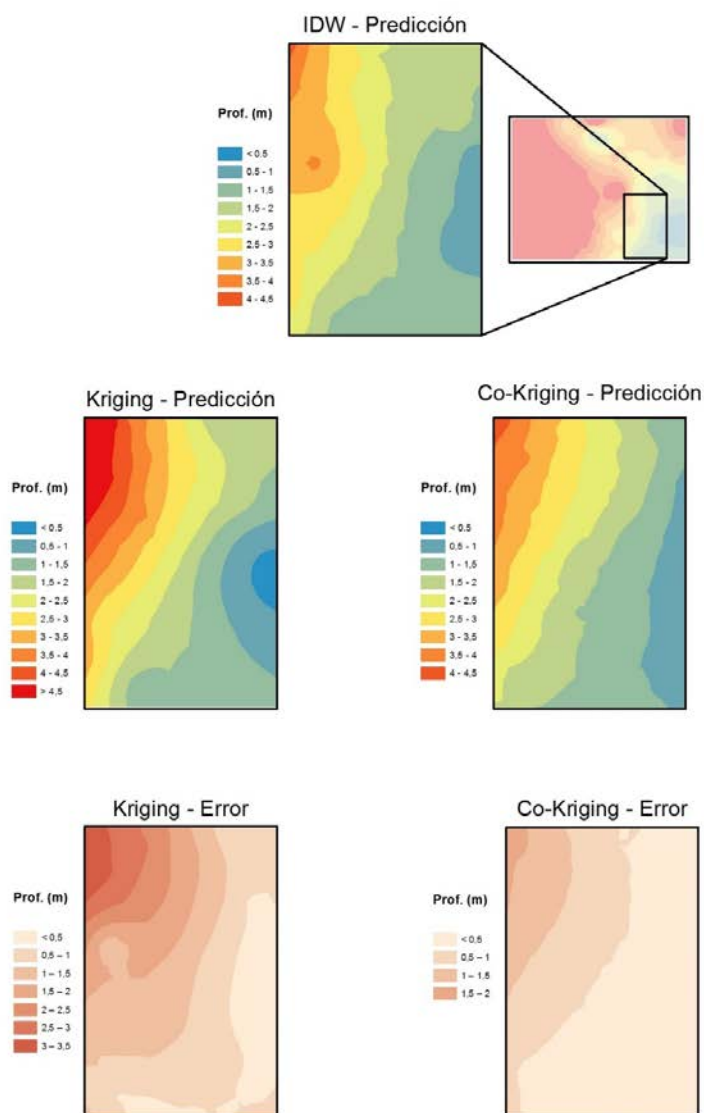 IDW - Predicción
Prof. (m)
< 0.5
0,5 - 1
1 - 1,5
1,5 - 2
2 - 2,5
2.5 - 3
3 - 3,5
3,5 - 4
4 - 4,5
Kriging - Predicción
Prof. (m)
< 0.5
0,5 - 1
1 - 1,5
1,5 - 2
2 - 2,5
2.5 - 3
3 - 3,5
3,5 - 4
4 - 4,5
> 4,5
Co-Kriging - Predicción
Prof. (m)
< 0.5
0,5 - 1
1 - 1,5
1,5 - 2
2 - 2,5
2.5 - 3
3 - 3,5
3,5 - 4
4 - 4,5
Kriging - Error
Prof. (m)
< 0,5
0,5 – 1
1 – 1,5
1,5 – 2
2 – 2,5
2,5 – 3
3 – 3,5
Co-Kriging - Error
Prof. (m)
< 0,5
0,5 – 1
1 – 1,5
1,5 – 2